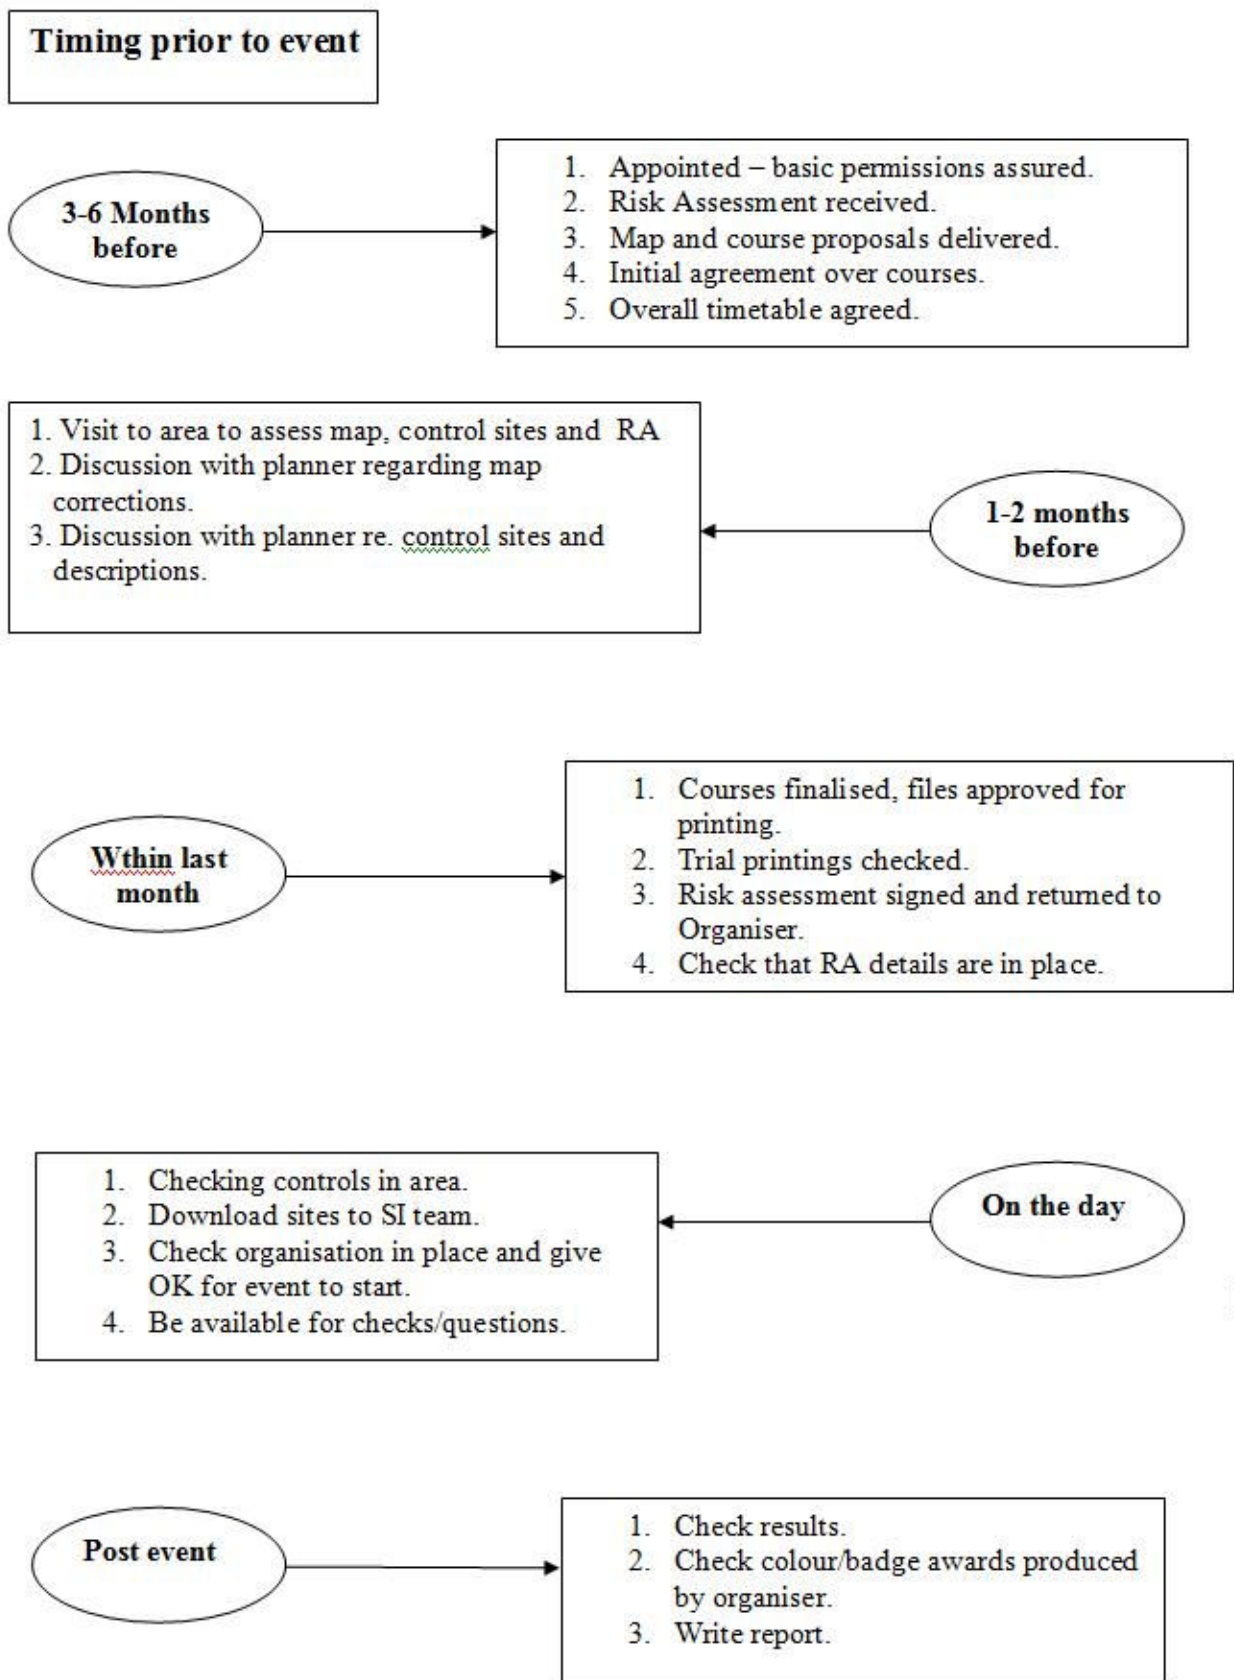 Timing prior to event
3-6 Months
before
1. Appointed – basic permissions assured.
2. Risk Assessment received.
3. Map and course proposals delivered.
4. Initial agreement over courses.
5. Overall timetable agreed.
1. Visit to area to assess map, control sites and RA
2. Discussion with planner regarding map
corrections.
3. Discussion with planner re. control sites and
descriptions.
1-2 months
before
Wthin last
month
1. Courses finalised, files approved for
printing.
2. Trial printings checked.
3. Risk assessment signed and returned to
Organiser.
4. Check that RA details are in place.
1. Checking controls in area.
2. Download sites to SI team.
3. Check organisation in place and give
OK for event to start.
4. Be available for checks/questions.
On the day
Post event
1. Check results.
2. Check colour/badge awards produced
by organiser.
3. Write report.